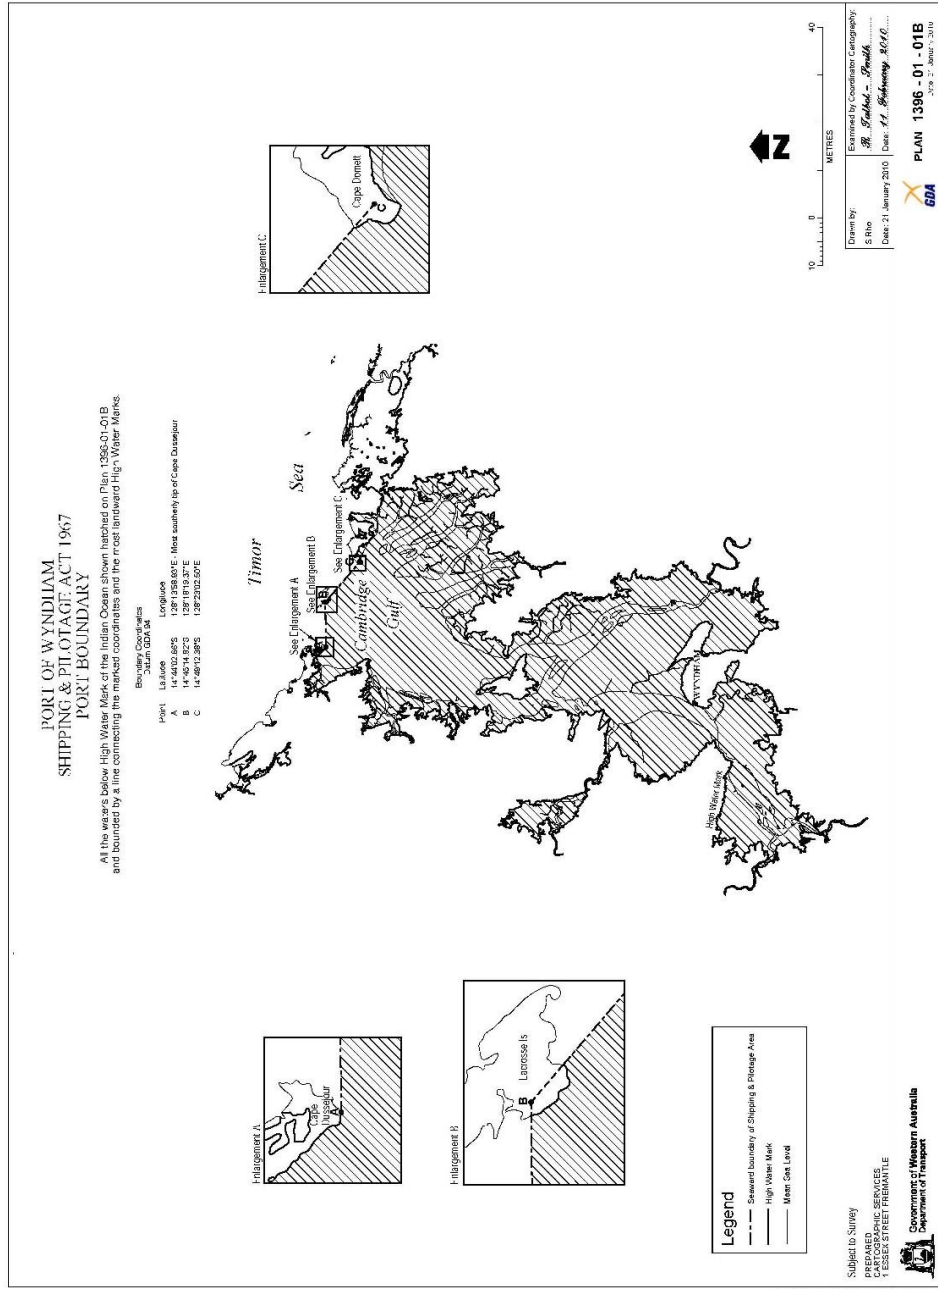 PORT OF WYNDHAM
SHIPPING & PILOTAGE ACT 1967
PORT BOUNDARY
All the waters below High Water Mark of the Indian Ocean shown hatched on Plan 1396-01-01B
and bounded by a line connecting the marked coordinates and the most landward High Water Marks.
Boundary Coordinates
Datum GDA 94
Point Latitude Longitude
A 14°44'02.66"S 128°13'58.93"E - Most southerly tip of Cape Dussejour
B 14°45'14.92"S 128°18'19.37"E
C 14°48'12.38"S 128°23'02.60"E
Enlargement A
Cape
Dussejour
A
Enlargement B
B
Lacrosse Is
Enlargement C
Cape Domett
C
Timor
Sea
See Enlargement A
See Enlargement B
See Enlargement C
Cambridge
Gulf
WYNDHAM
High Water Mark
Legend
Seaward boundary of Shipping & Pilotage Area
High Water Mark
Mean Sea Level
N
METRES
10 0 40
Subject to Survey
PREPARED
CARTOGRAPHIC SERVICES
1 ESSEX STREET FREMANTLE
Government of Western Australia
Department of Transport
Drawn by:
S Rho
Date: 21 January 2010
Examined by Coordinator Cartography:
Date: 11 February 2010
GDA
PLAN 1396 - 01 - 01B